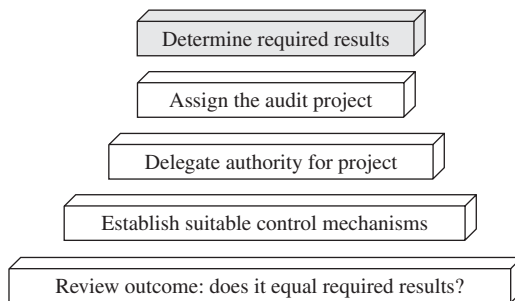 Determine required results
Assign the audit project
Delegate authority for project
Establish suitable control mechanisms
Review outcome: does it equal required results?